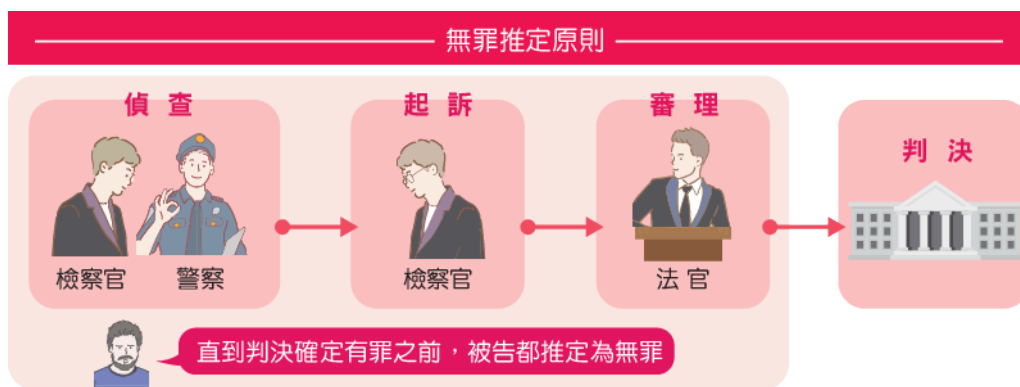 無罪推定原則
偵查
起訴
審理
判決
檢察官
警察
檢察官
法官
直到判決確定有罪之前，被告都推定為無罪